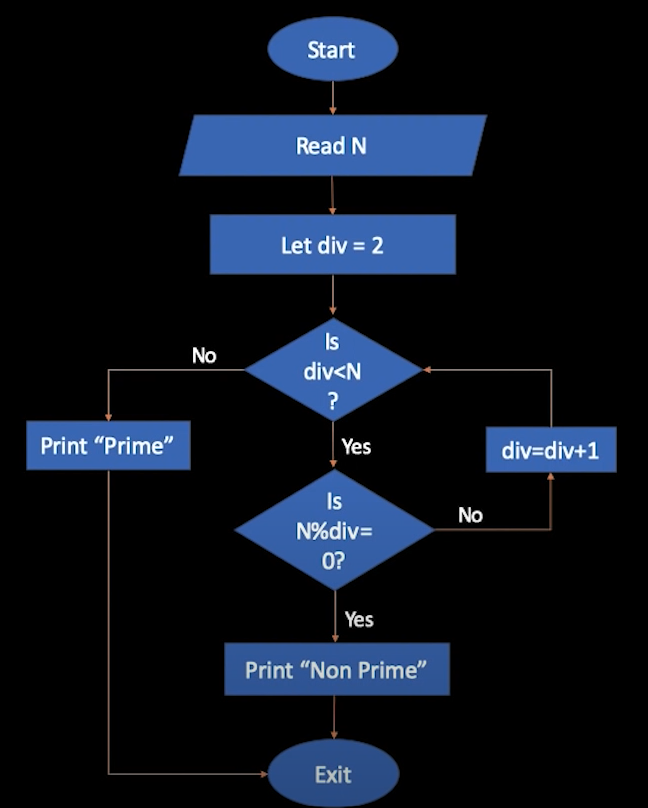 Start
Read N
Let div = 2
Is
div<N
?
No
Print “Prime”
Yes
div=div+1
Is
N%div=
0?
No
Yes
Print “Non Prime”
Exit